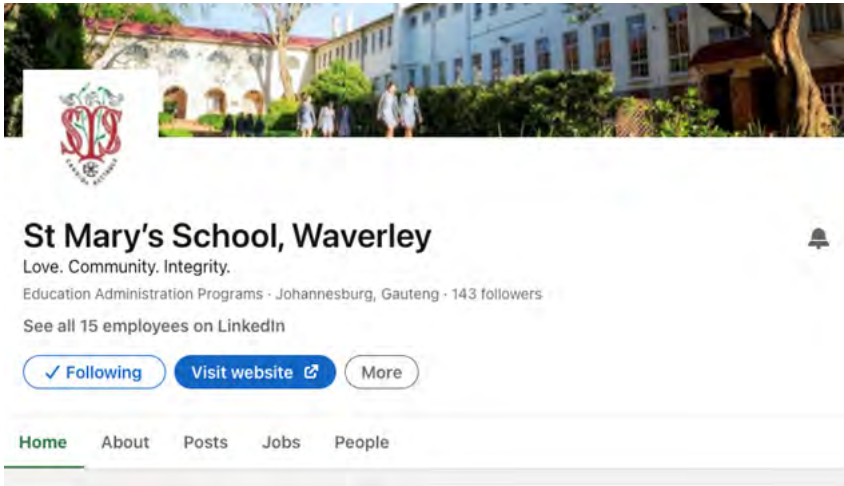 St Mary's School, Waverley
Love. Community. Integrity.
Education Administration Programs · Johannesburg, Gauteng · 143 followers
See all 15 employees on LinkedIn
✓ Following Visit website More
Home About Posts Jobs People